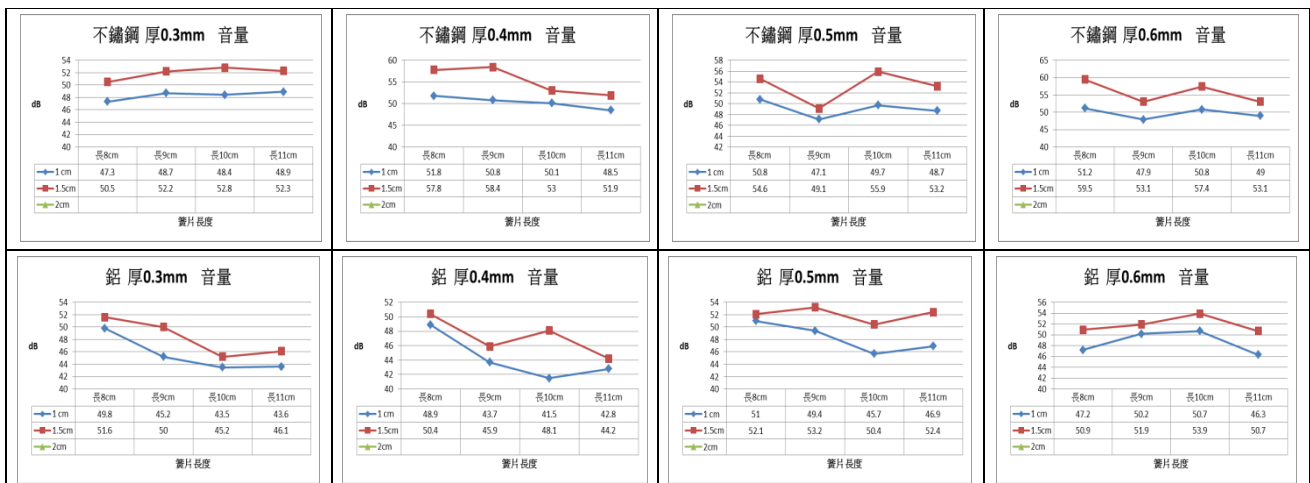 不鏽鋼 厚0.3mm 音量
54
52
50
48
46
44
42
40
dB
長8cm 長9cm 長10cm 長11cm
1 cm 47.3 48.7 48.4 48.9
1.5cm 50.5 52.2 52.8 52.3
2cm
簧片長度
不鏽鋼 厚0.4mm 音量
60
55
50
45
40
dB
長8cm 長9cm 長10cm 長11cm
1 cm 51.8 50.8 50.1 48.5
1.5cm 57.8 58.4 53 51.9
2cm
簧片長度
不鏽鋼 厚0.5mm 音量
58
56
54
52
50
48
46
44
42
dB
長8cm 長9cm 長10cm 長11cm
1 cm 50.8 47.1 49.7 48.7
1.5cm 54.6 49.1 55.9 53.2
2cm
簧片長度
不鏽鋼 厚0.6mm 音量
65
60
55
50
45
40
dB
長8cm 長9cm 長10cm 長11cm
1 cm 51.2 47.9 50.8 49
1.5cm 59.5 53.1 57.4 53.1
2cm
簧片長度
鋁 厚0.3mm 音量
54
52
50
48
46
44
42
40
dB
長8cm 長9cm 長10cm 長11cm
1 cm 49.8 45.2 43.5 43.6
1.5cm 51.6 50 45.2 46.1
2cm
簧片長度
鋁 厚0.4mm 音量
52
50
48
46
44
42
40
dB
長8cm 長9cm 長10cm 長11cm
1 cm 48.9 43.7 41.5 42.8
1.5cm 50.4 45.9 48.1 44.2
2cm
簧片長度
鋁 厚0.5mm 音量
54
52
50
48
46
44
42
40
dB
長8cm 長9cm 長10cm 長11cm
1 cm 51 49.4 45.7 46.9
1.5cm 52.1 53.2 50.4 52.4
2cm
簧片長度
鋁 厚0.6mm 音量
56
54
52
50
48
46
44
42
40
dB
長8cm 長9cm 長10cm 長11cm
1 cm 47.2 50.2 50.7 46.3
1.5cm 50.9 51.9 53.9 50.7
2cm
簧片長度